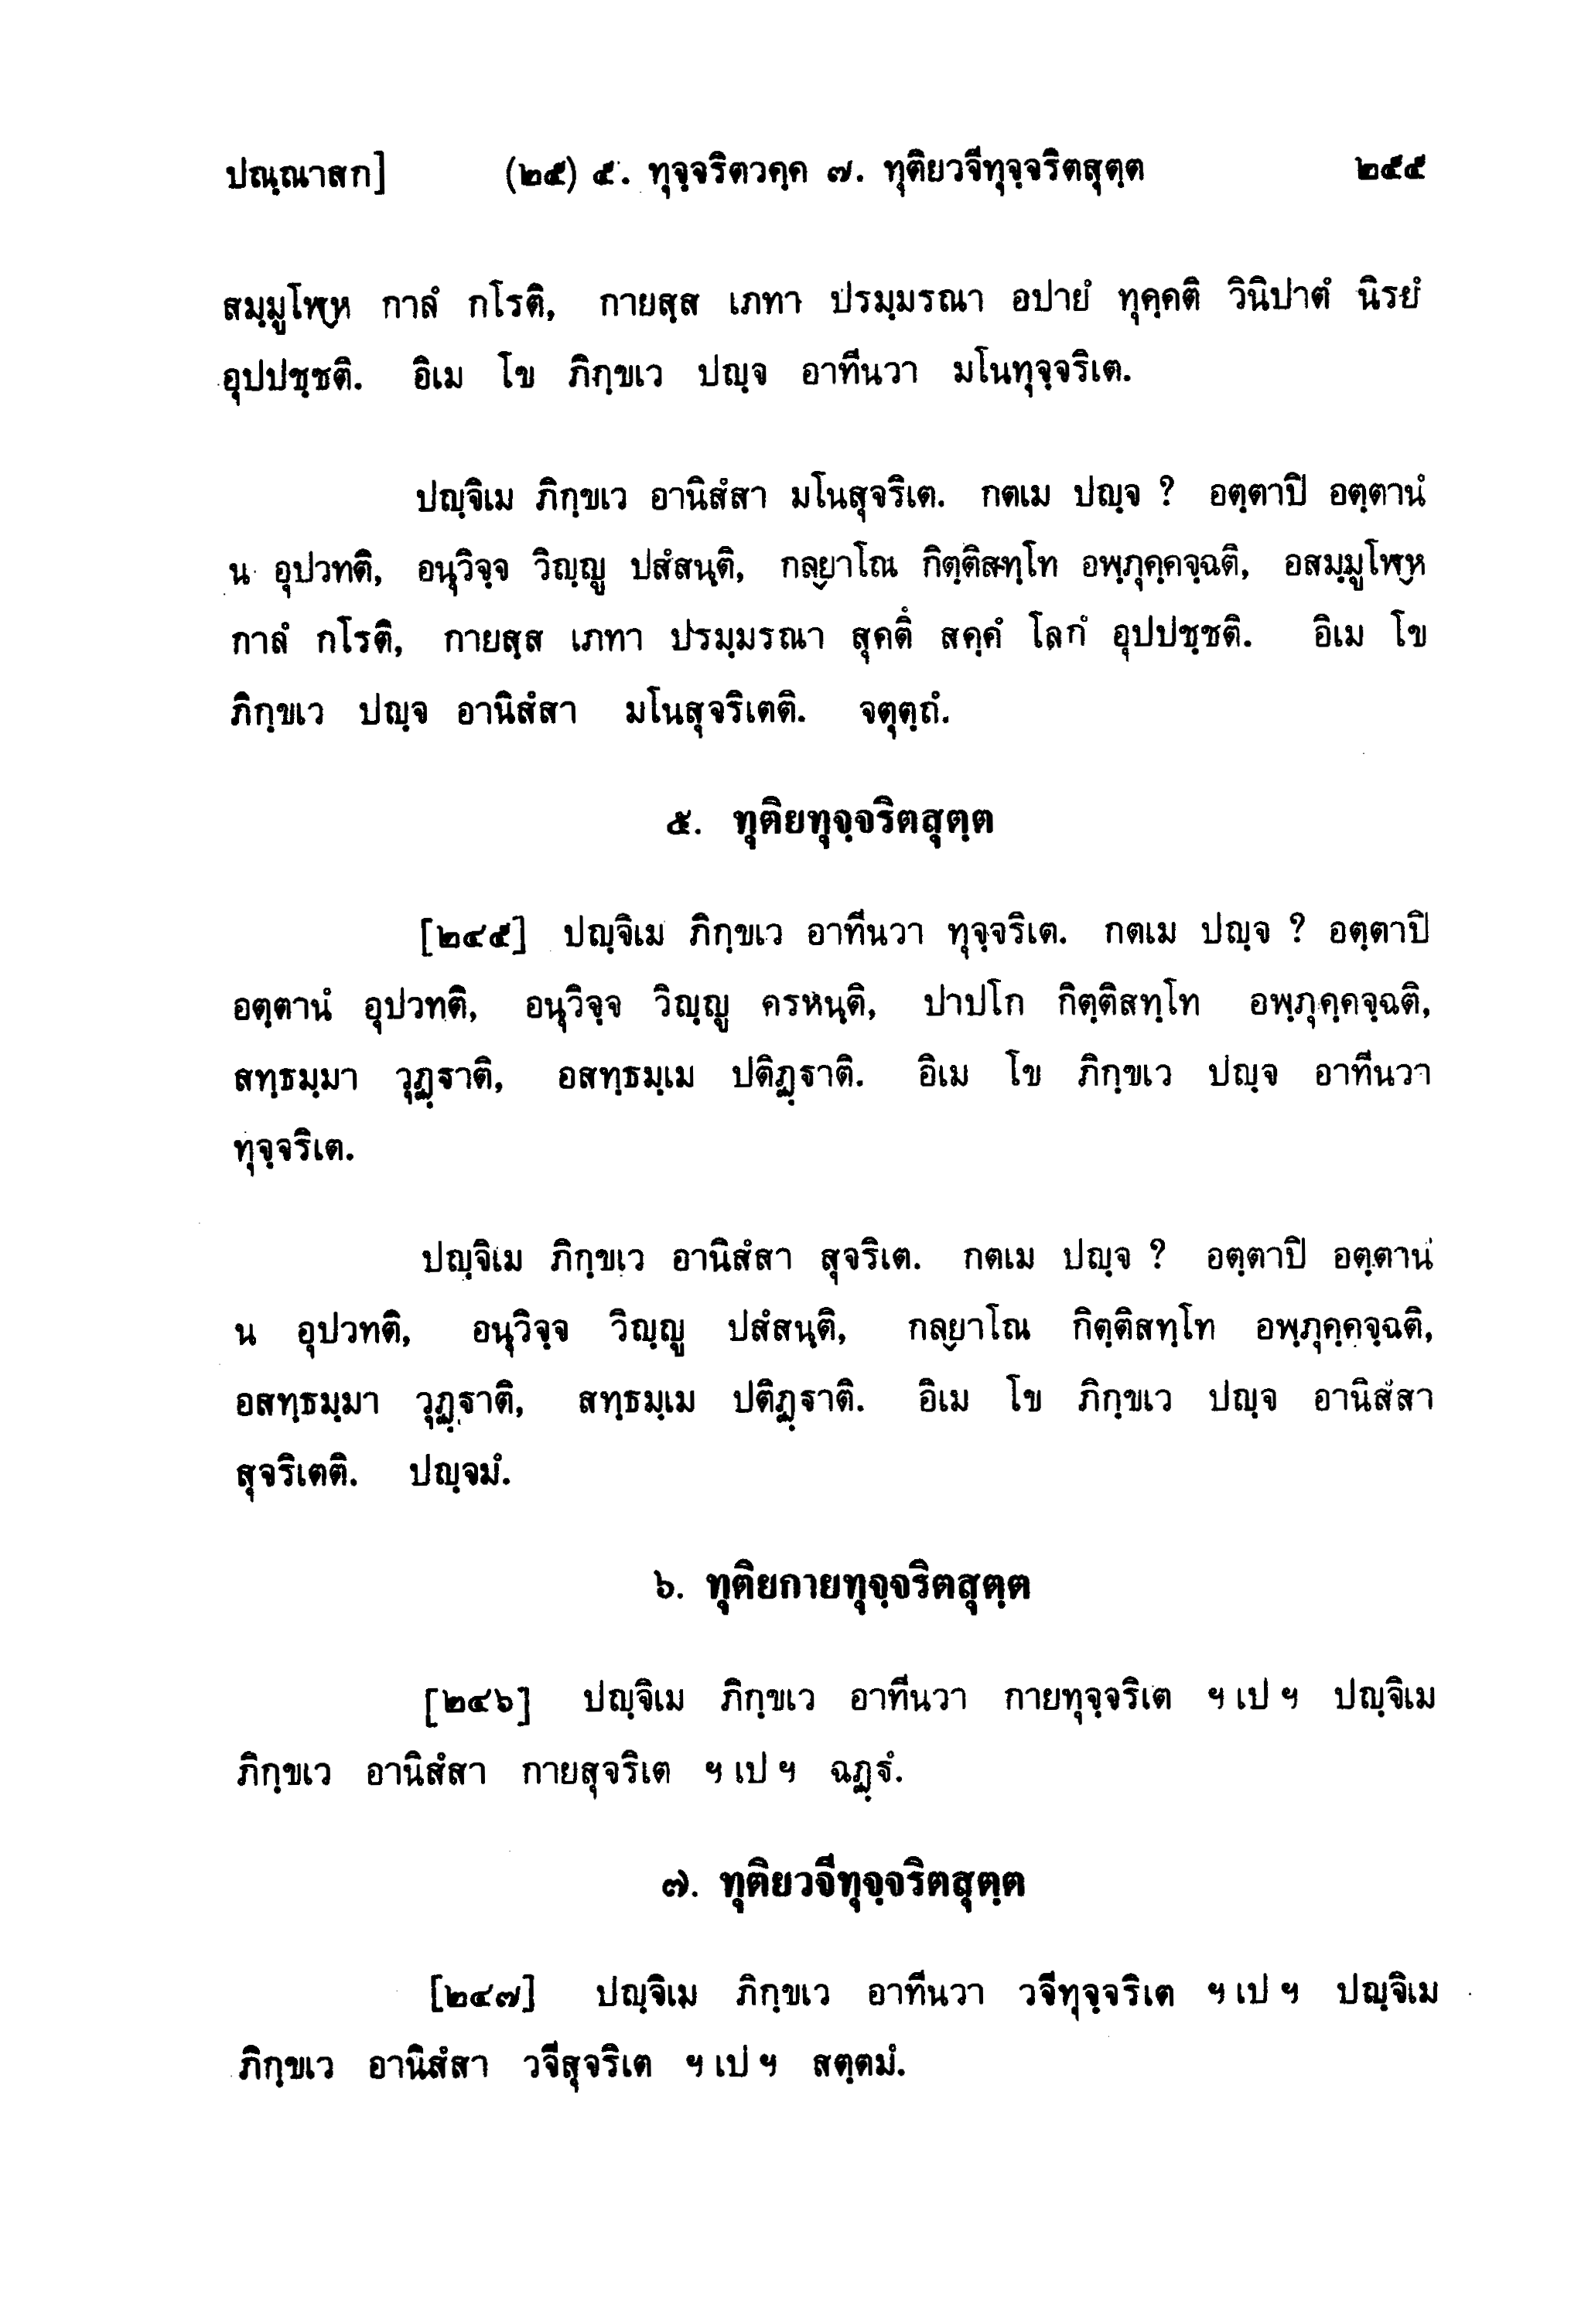 ปณฺณาสก] (๒๕) ๕. ทุจฺจริตวคฺค ๗. ทุติยวจีทุจฺจริตสุตฺต ๒๕๕
สมฺมูโฬฺห กาลํ กโรติ, กายสฺส เภทา ปรมฺมรณา อปายํ ทุคฺคติ วินิปาตํ นิรยํ
อุปปชฺชติ. อิเม โข ภิกฺขเว ปญฺจ อาทีนวา มโนทุจฺจริเต.
ปญฺจิเม ภิกฺขเว อานิสํสา มโนสุจริเต. กตเม ปญฺจ ? อตฺตาปิ อตฺตานํ
น อุปวทติ, อนุวิจฺจ วิญฺญู ปสํสนฺติ, กลฺยาโณ กิตฺติสทฺโท อพฺภุคฺคจฺฉติ, อสมฺมูโฬฺห
กาลํ กโรติ, กายสฺส เภทา ปรมฺมรณา สุคตึ สคฺคํ โลกํ อุปปชฺชติ. อิเม โข
ภิกฺขเว ปญฺจ อานิสํสา มโนสุจริเตติ. จตุตฺถํ.
๕. ทุติยทุจฺจริตสุตฺต
[๒๔๕] ปญฺจิเม ภิกฺขเว อาทีนวา ทุจฺจริเต. กตเม ปญฺจ ? อตฺตาปิ
อตฺตานํ อุปวทติ, อนุวิจฺจ วิญฺญู ครหนฺติ, ปาปโก กิตฺติสทฺโท อพฺภุคฺคจฺฉติ,
สทฺธมฺมา วุฏฺฐาติ, อสทฺธมฺเม ปติฏฺฐาติ. อิเม โข ภิกฺขเว ปญฺจ อาทีนวา
ทุจฺจริเต.
ปญฺจิเม ภิกฺขเว อานิสํสา สุจริเต. กตเม ปญฺจ ? อตฺตาปิ อตฺตานํ
น อุปวทติ, อนุวิจฺจ วิญฺญู ปสํสนฺติ, กลฺยาโณ กิตฺติสทฺโท อพฺภุคฺคจฺฉติ,
อสทฺธมฺมา วุฏฺฐาติ, สทฺธมฺเม ปติฏฺฐาติ. อิเม โข ภิกฺขเว ปญฺจ อานิสํสา
สุจริเตติ. ปญฺจมํ.
๖. ทุติยกายทุจฺจริตสุตฺต
[๒๔๖] ปญฺจิเม ภิกฺขเว อาทีนวา กายทุจฺจริเต ฯ เป ฯ ปญฺจิเม
ภิกฺขเว อานิสํสา กายสุจริเต ฯ เป ฯ ฉฏฺฐํ.
๗. ทุติยวจีทุจฺจริตสุตฺต
[๒๔๗] ปญฺจิเม ภิกฺขเว อาทีนวา วจีทุจฺจริเต ฯ เป ฯ ปญฺจิเม
ภิกฺขเว อานิสํสา วจีสุจริเต ฯ เป ฯ สตฺตมํ.